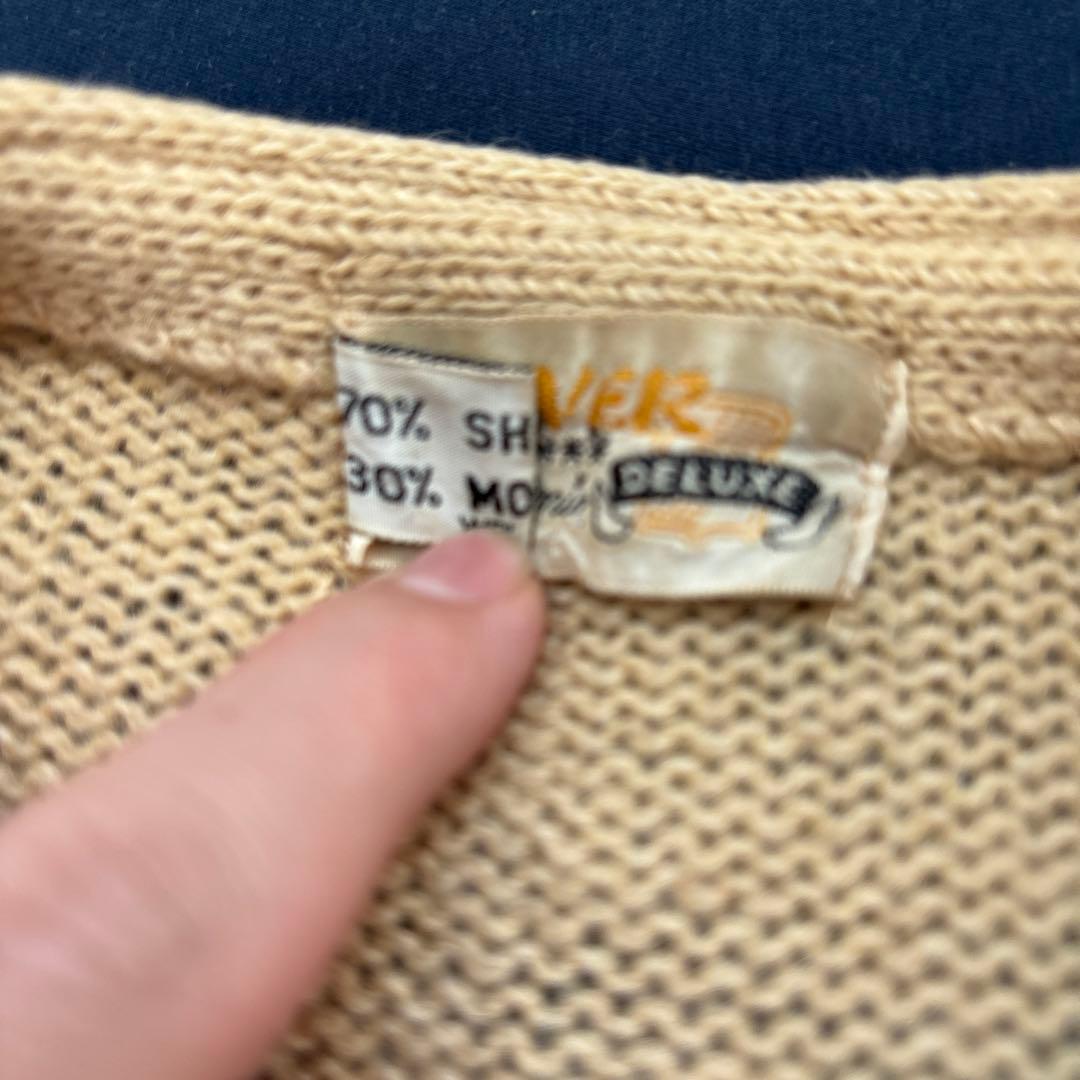 70% SH
30% MO
VER
DELUXE